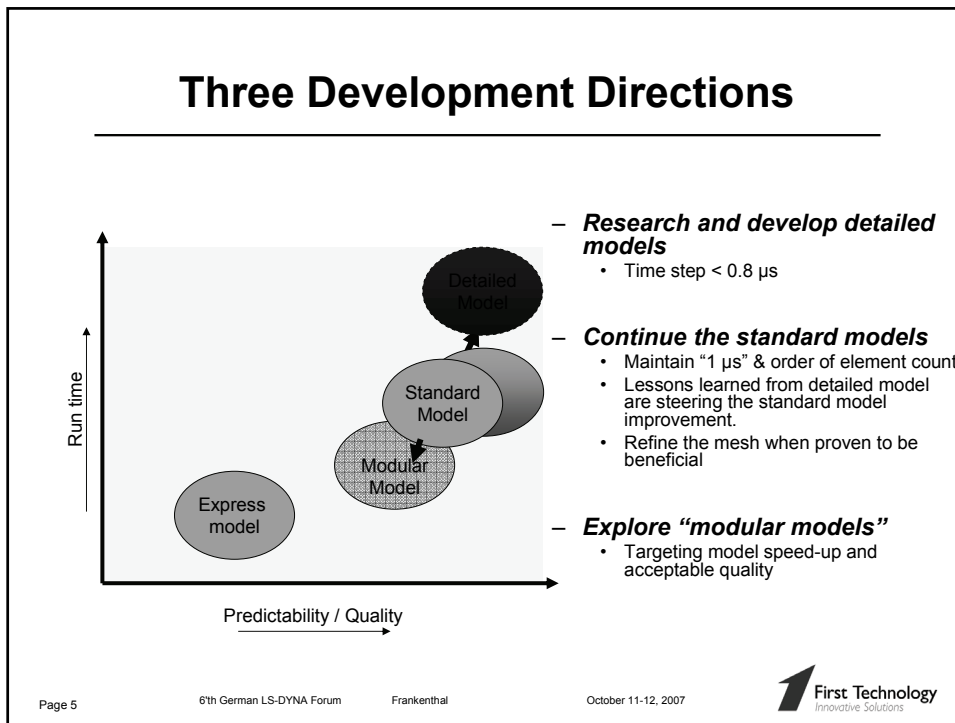 Three Development Directions
Run time
Detailed
Model
Standard
Model
Modular
Model
Express
model
Predictability / Quality
– Research and develop detailed
models
• Time step < 0.8 µs
– Continue the standard models
• Maintain “1 µs” & order of element count
• Lessons learned from detailed model
are steering the standard model
improvement.
• Refine the mesh when proven to be
beneficial
– Explore “modular models”
• Targeting model speed-up and
acceptable quality
Page 5
6'th German LS-DYNA Forum
Frankenthal
October 11-12, 2007
First Technology
Innovative Solutions